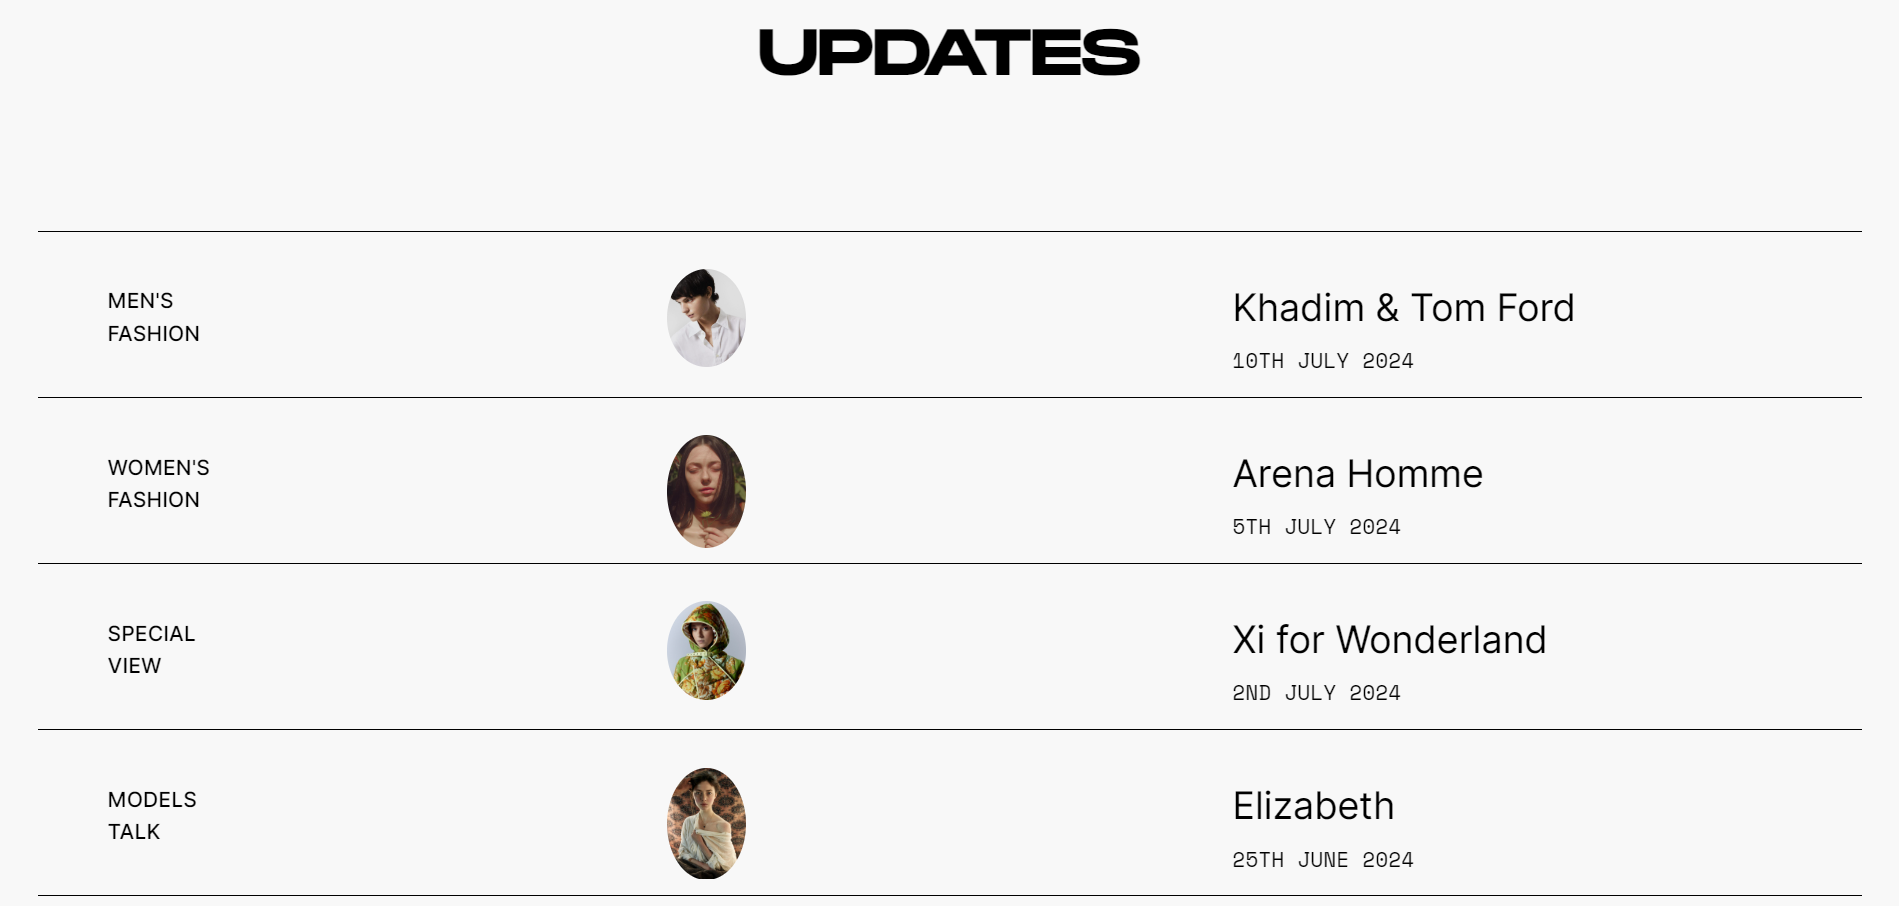 UPDATES
MEN'S
FASHION
Khadim & Tom Ford
10TH JULY 2024
WOMEN'S
FASHION
Arena Homme
5TH JULY 2024
SPECIAL
VIEW
Xi for Wonderland
2ND JULY 2024
MODELS
TALK
Elizabeth
25TH JUNE 2024